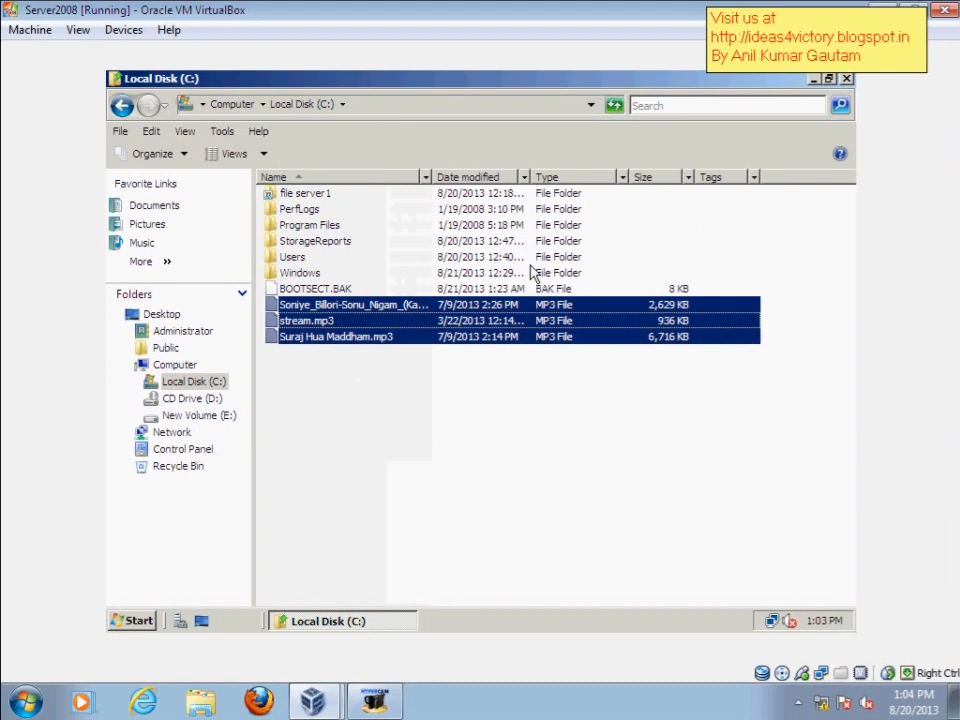 Server2008 [Running] - Oracle VM VirtualBox
Machine View Devices Help
Visit us at
http://ideas4victory.blogspot.in
By Anil Kumar Gautam
Local Disk (C:)
Computer Local Disk (C:)
Search
File Edit View Tools Help
Organize Views
Favorite Links
Documents
Pictures
Music
More »
Folders
Desktop
Administrator
Public
Computer
Local Disk (C:)
CD Drive (D:)
New Volume (E:)
Network
Control Panel
Recycle Bin
Name Date modified Type Size Tags
file server1 8/20/2013 12:18... File Folder
PerfLogs 1/19/2008 3:10 PM File Folder
Program Files 1/19/2008 5:18 PM File Folder
StorageReports 8/20/2013 12:47... File Folder
Users 8/20/2013 12:40... File Folder
Windows 8/21/2013 12:29... File Folder
BOOTSECT.BAK 8/21/2013 1:23 AM BAK File 8 KB
Soniye_Billori-Sonu_Nigam_(Ka... 7/9/2013 2:26 PM MP3 File 2,629 KB
stream.mp3 3/22/2013 12:14... MP3 File 936 KB
Suraj Hua Maddham.mp3 7/9/2013 2:14 PM MP3 File 6,716 KB
Start Local Disk (C:) 1:03 PM
Right Ctrl
HYPERCAM
1:04 PM
8/20/2013